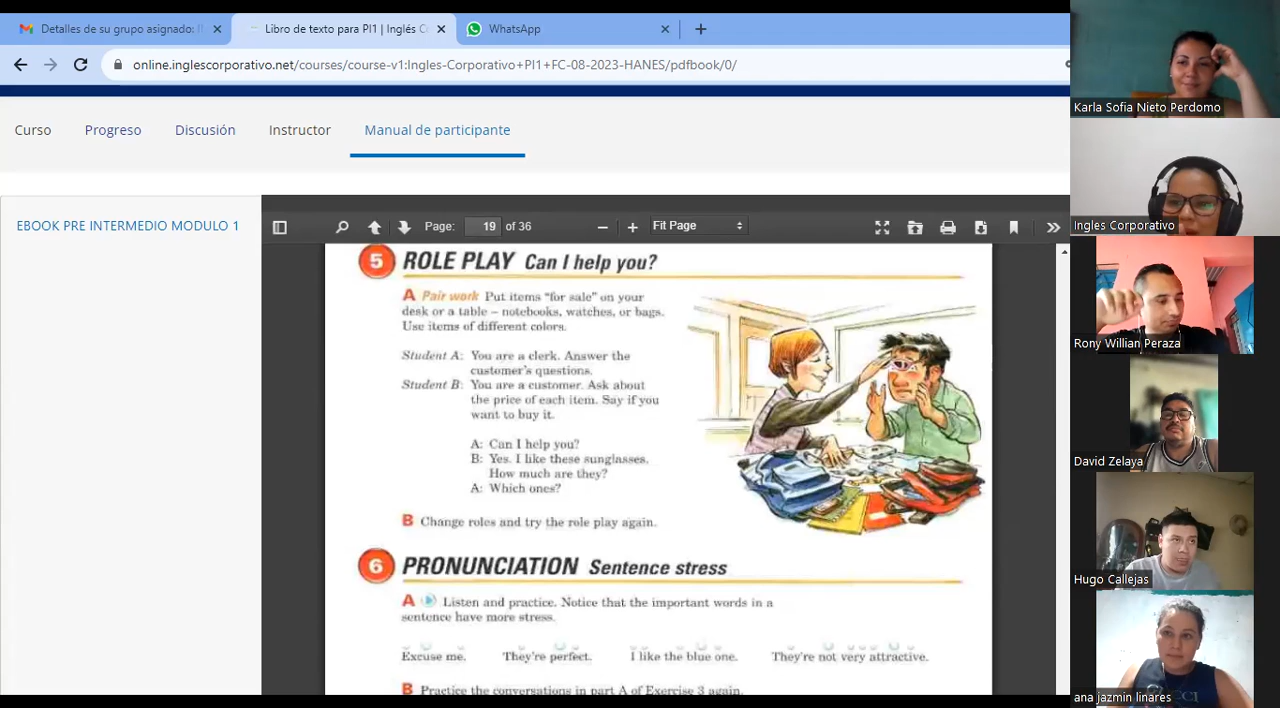 Detalles de su grupo asignado: I
Libro de texto para PI1 | Inglés C
WhatsApp
online.inglescorporativo.net/courses/course-v1:Ingles-Corporativo+PI1+FC-08-2023-HANES/pdfbook/0/
Curso
Progreso
Discusión
Instructor
Manual de participante
EBOOK PRE INTERMEDIO MODULO 1
Page: 19 of 36
Fit Page
5 ROLE PLAY Can I help you?
A Pair work Put items “for sale” on your
desk or a table – notebooks, watches, or bags.
Use items of different colors.
Student A: You are a clerk. Answer the
customer's questions.
Student B: You are a customer. Ask about
the price of each item. Say if you
want to buy it.
A: Can I help you?
B: Yes. I like these sunglasses.
How much are they?
A: Which ones?
B Change roles and try the role play again.
6 PRONUNCIATION Sentence stress
A Listen and practice. Notice that the important words in a
sentence have more stress.
Excuse me. They're perfect. I like the blue one. They're not very attractive.
B Practice the conversations in part A of Exercise 3 again.
Karla Sofia Nieto Perdomo
Ingles Corporativo
Rony Willian Peraza
David Zelaya
Hugo Callejas
ana jazmin linares